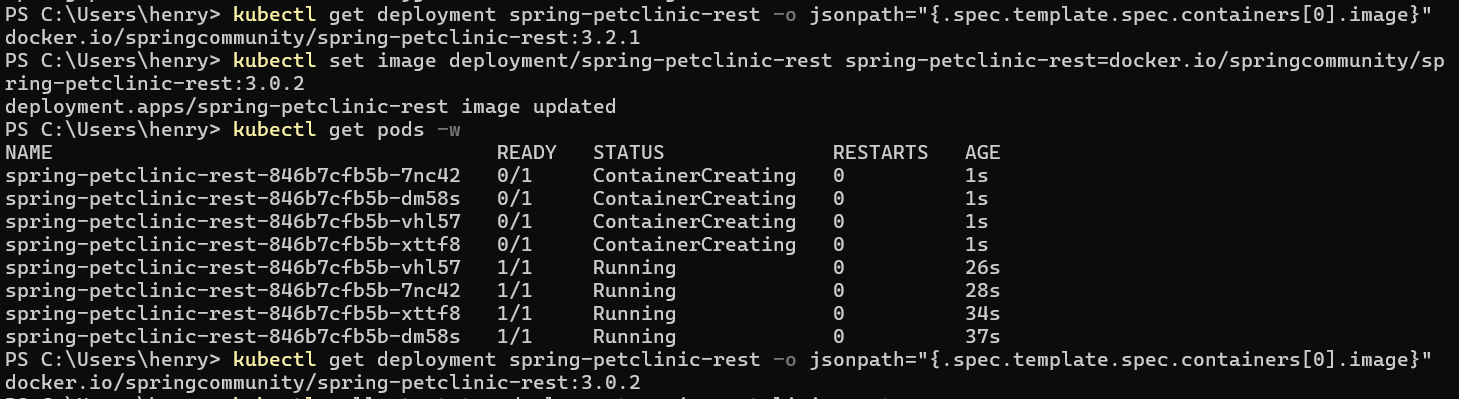 PS C:\Users\henry> kubectl get deployment spring-petclinic-rest -o jsonpath="{.spec.template.spec.containers[0].image}"
docker.io/springcommunity/spring-petclinic-rest:3.2.1
PS C:\Users\henry> kubectl set image deployment/spring-petclinic-rest spring-petclinic-rest=docker.io/springcommunity/sp
ring-petclinic-rest:3.0.2
deployment.apps/spring-petclinic-rest image updated
PS C:\Users\henry> kubectl get pods -w
NAME READY STATUS RESTARTS AGE
spring-petclinic-rest-846b7cfb5b-7nc42 0/1 ContainerCreating 0 1s
spring-petclinic-rest-846b7cfb5b-dm58s 0/1 ContainerCreating 0 1s
spring-petclinic-rest-846b7cfb5b-vhl57 0/1 ContainerCreating 0 1s
spring-petclinic-rest-846b7cfb5b-xttf8 0/1 ContainerCreating 0 1s
spring-petclinic-rest-846b7cfb5b-vhl57 1/1 Running 0 26s
spring-petclinic-rest-846b7cfb5b-7nc42 1/1 Running 0 28s
spring-petclinic-rest-846b7cfb5b-xttf8 1/1 Running 0 34s
spring-petclinic-rest-846b7cfb5b-dm58s 1/1 Running 0 37s
PS C:\Users\henry> kubectl get deployment spring-petclinic-rest -o jsonpath="{.spec.template.spec.containers[0].image}"
docker.io/springcommunity/spring-petclinic-rest:3.0.2